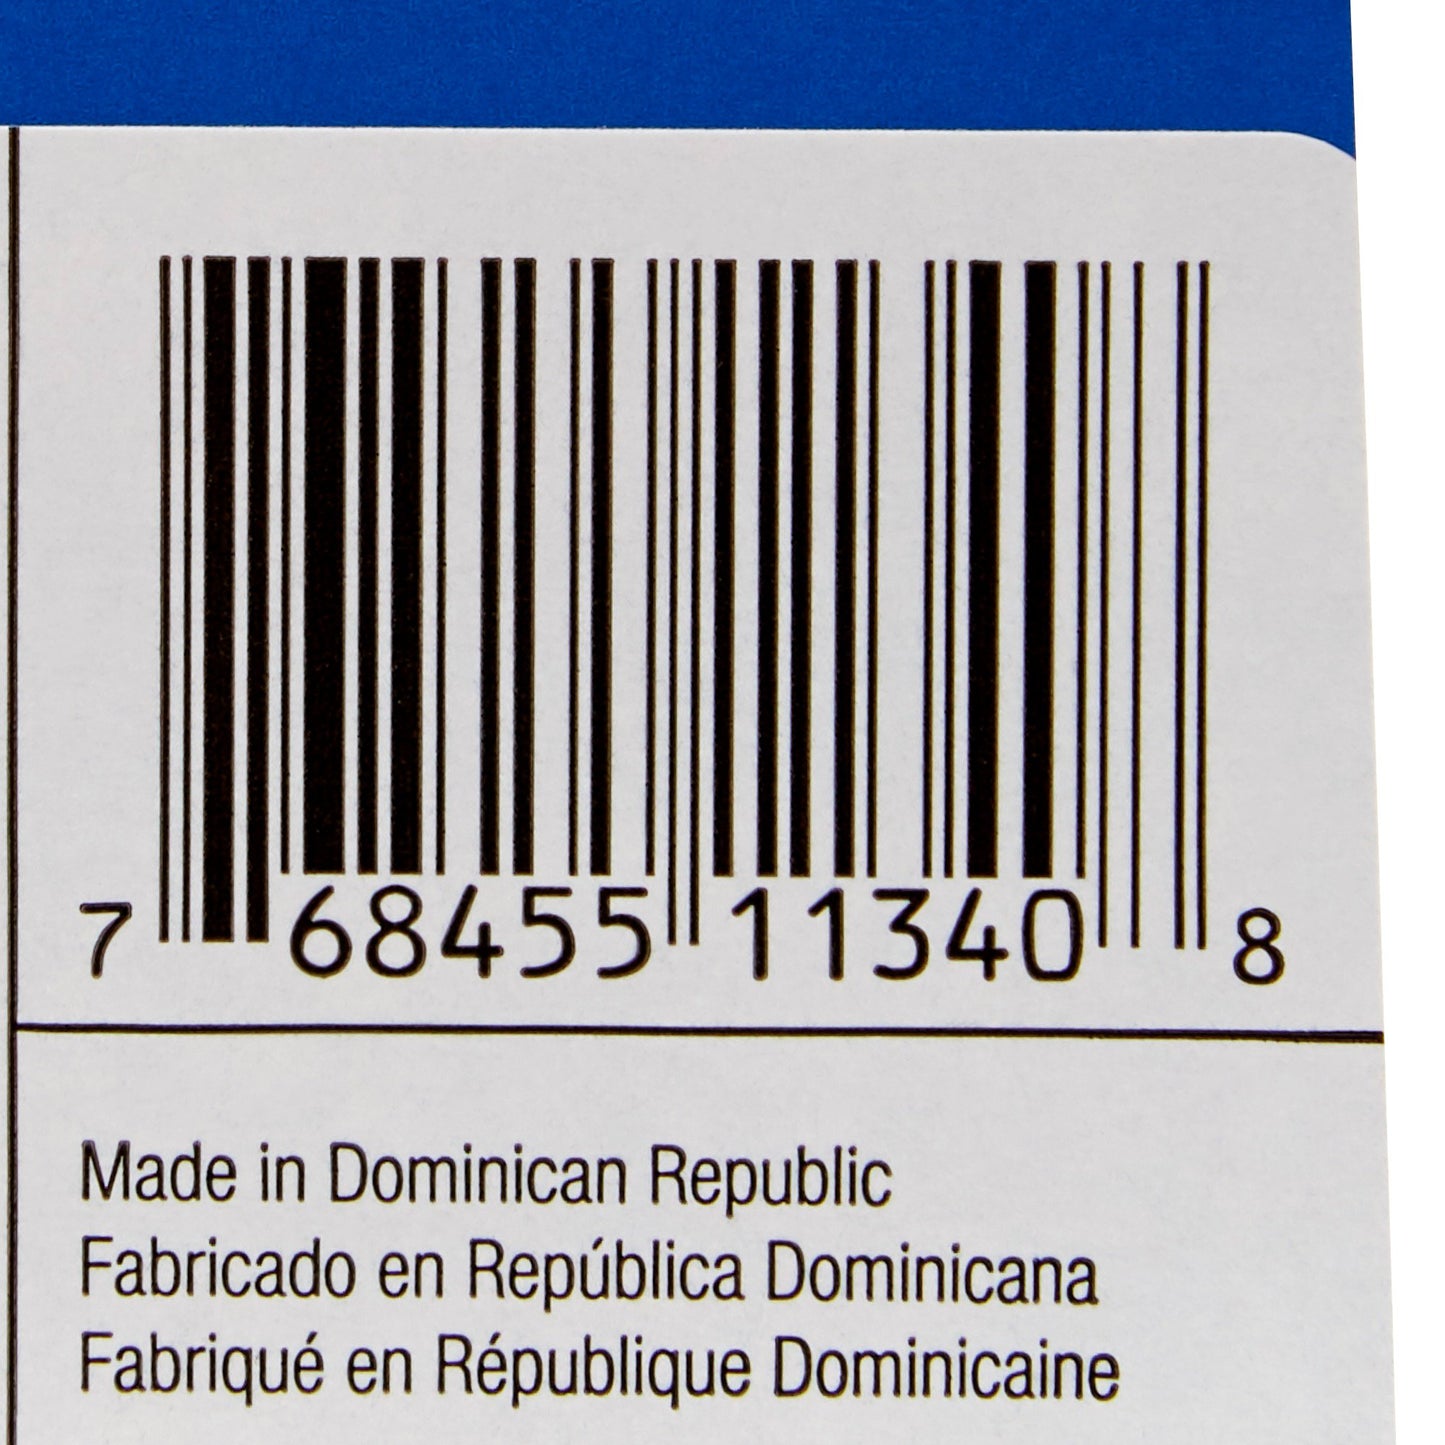 7 68455 11340 8
Made in Dominican Republic
Fabricado en República Dominicana
Fabriqué en République Dominicaine